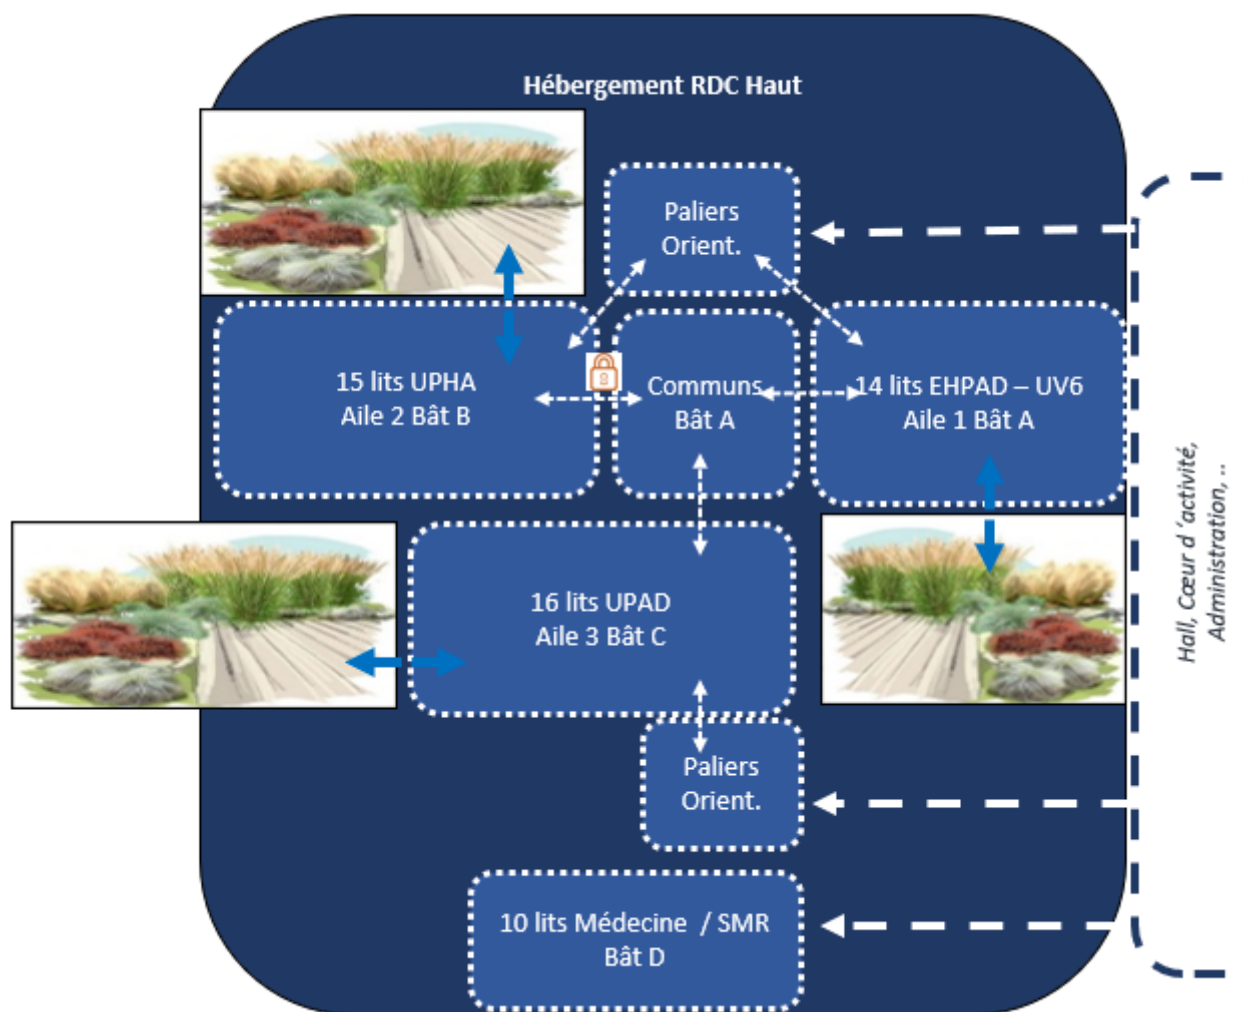 Hébergement RDC Haut
Paliers
Orient.
15 lits UPHA
Aile 2 Bât B
Communs
Bât A
14 lits EHPAD – UV6
Aile 1 Bât A
16 lits UPAD
Aile 3 Bât C
Paliers
Orient.
10 lits Médecine / SMR
Bât D
Hall, Cœur d ‘activité,
Administration, ..